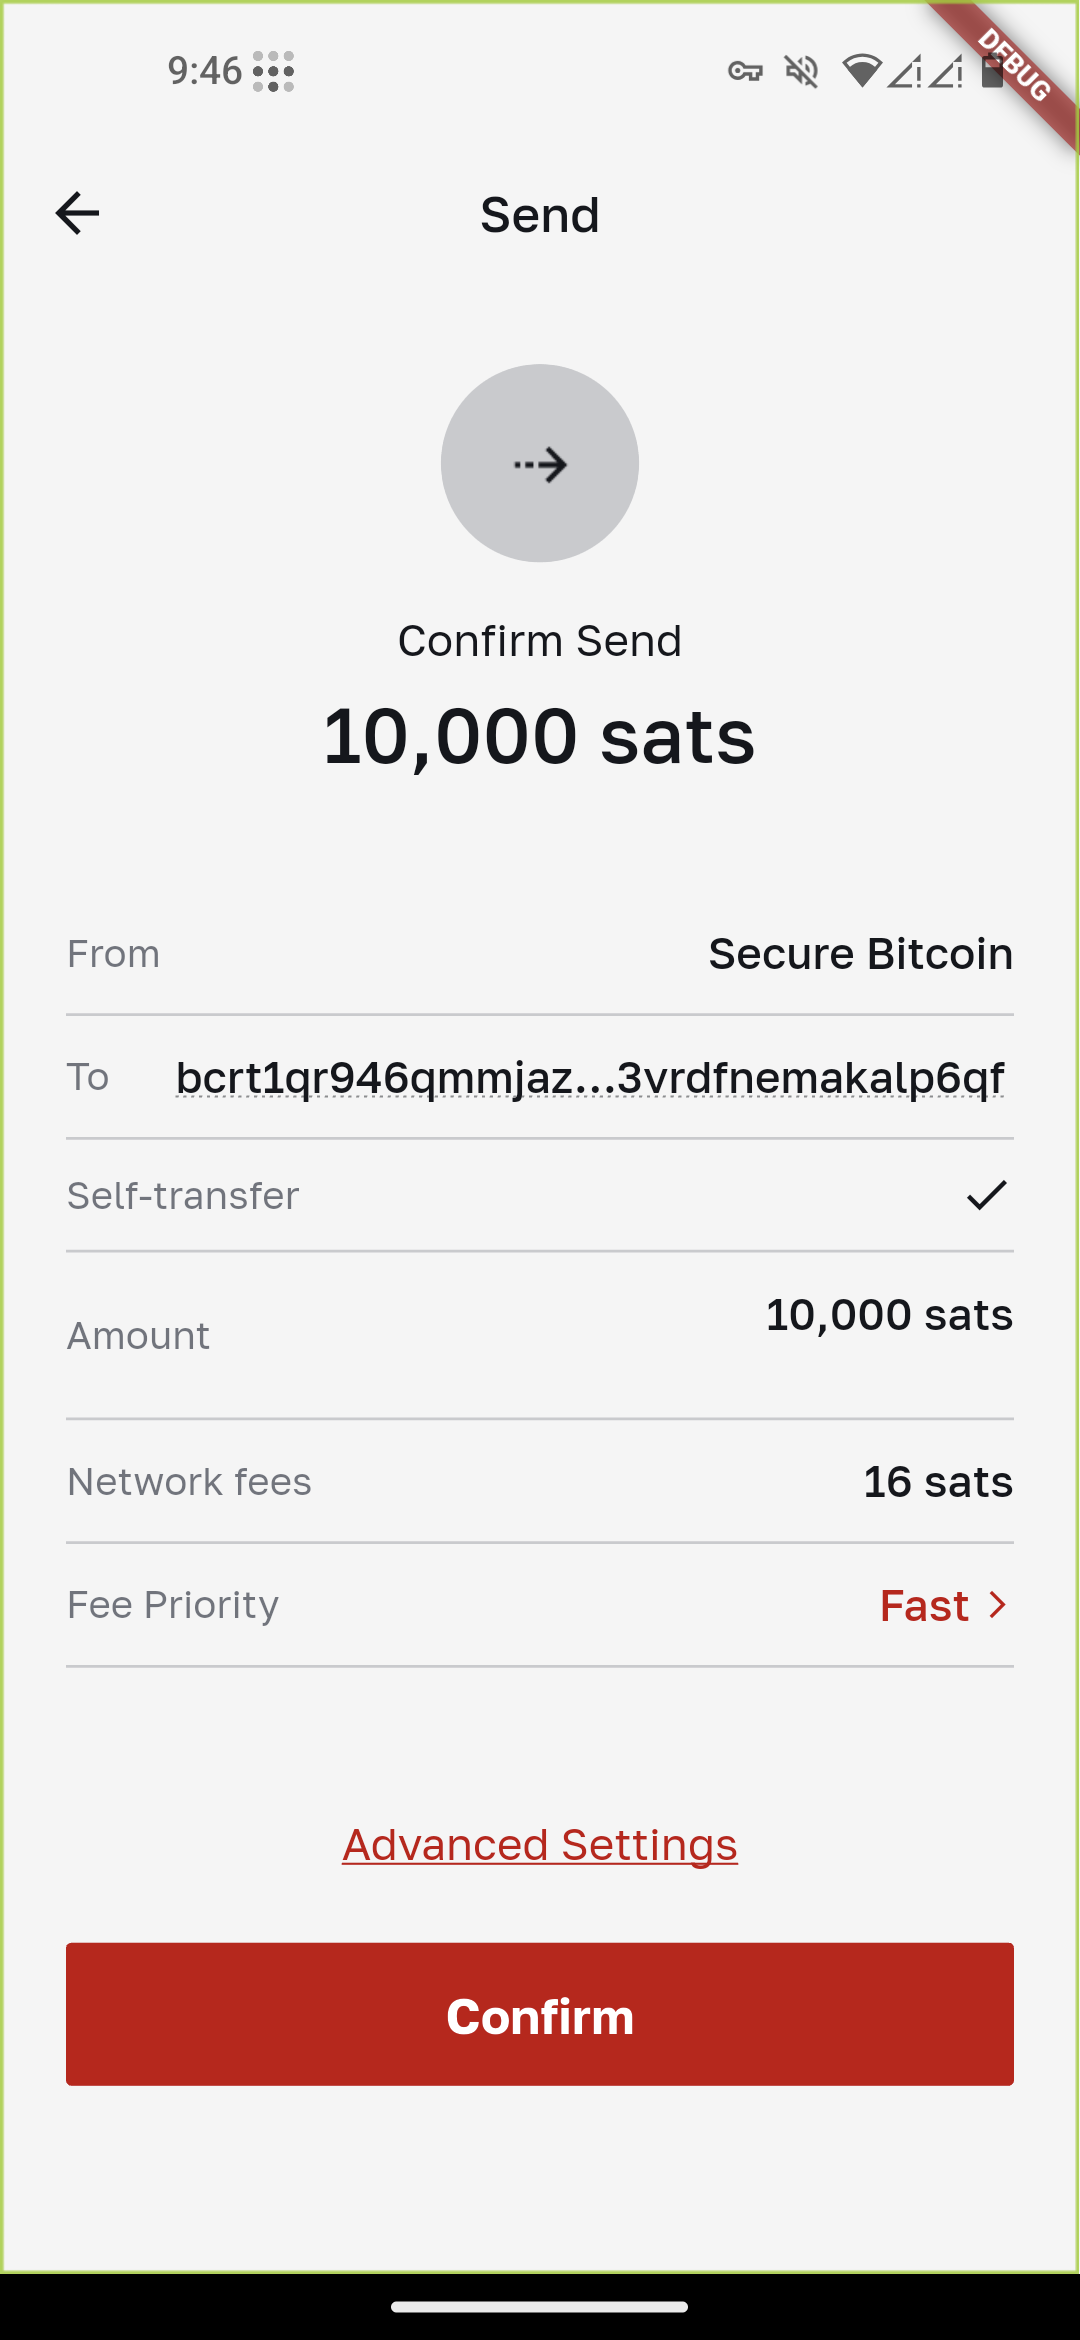 9:46
DEBUG
Send
Confirm Send
10,000 sats
From Secure Bitcoin
To bcrt1qr946qmmjaz...3vrdfnemakalp6qf
Self-transfer
Amount 10,000 sats
Network fees 16 sats
Fee Priority Fast
Advanced Settings
Confirm